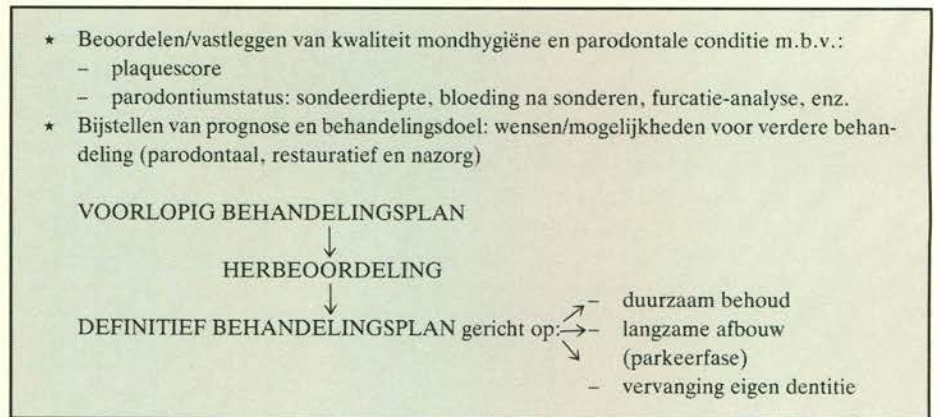 ★ Beoordelen/vastleggen van kwaliteit mondhygiëne en parodontale conditie m.b.v.:
– plaquescore
– parodontiumstatus: sondeerdiepte, bloeding na sonderen, furcatie-analyse, enz.
★ Bijstellen van prognose en behandelingsdoel: wensen/mogelijkheden voor verdere behan-
deling (parodontaal, restauratief en nazorg)
VOORLOPIG BEHANDELINGSPLAN
↓
HERBEOORDELING
↓
DEFINITIEF BEHANDELINGSPLAN gericht op:
– duurzaam behoud
– langzame afbouw
(parkeerfase)
– vervanging eigen dentitie